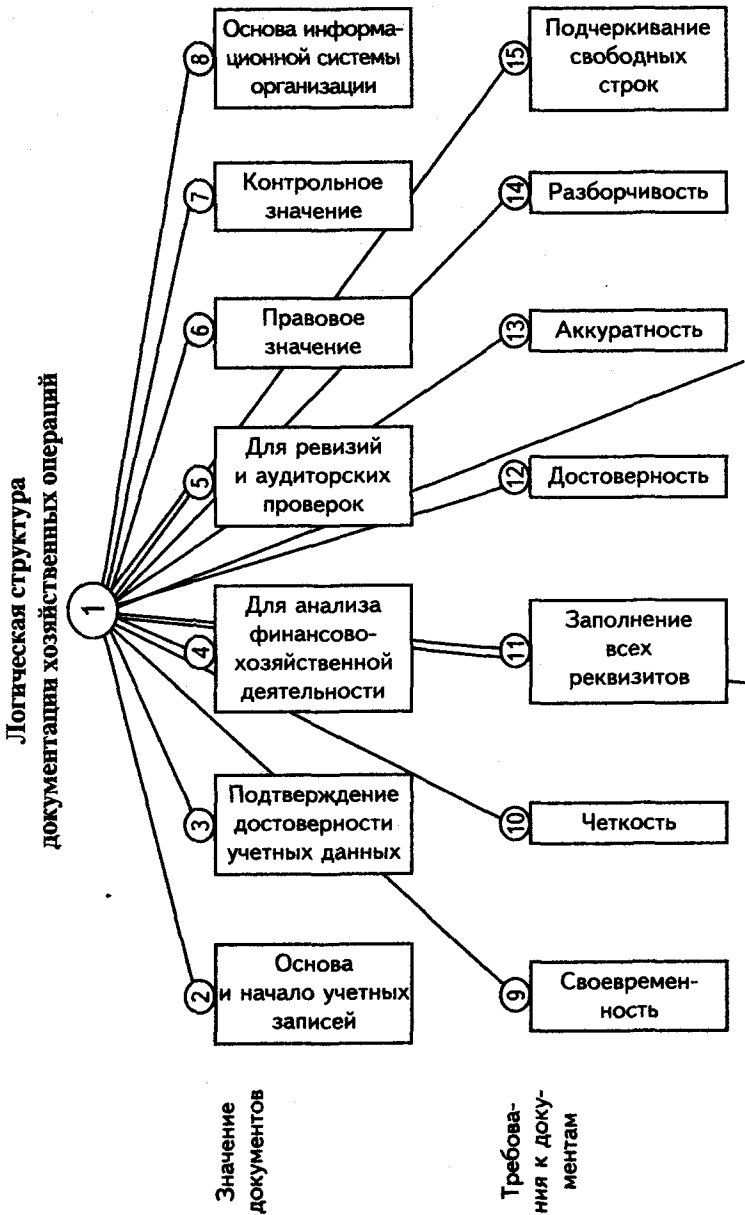 Логическая структура
документации хозяйственных операций
1
Значение
документов
2
Основа
и начало учетных
записей
3
Подтверждение
достоверности
учетных данных
4
Для анализа
финансово-
хозяйственной
деятельности
5
Для ревизий
и аудиторских
проверок
6
Правовое
значение
7
Контрольное
значение
8
Основа информа-
ционной системы
организации
Требова-
ния к доку-
ментам
9
Своевремен-
ность
10
Четкость
11
Заполнение
всех
реквизитов
12
Достоверность
13
Аккуратность
14
Разборчивость
15
Подчеркивание
свободных
строк